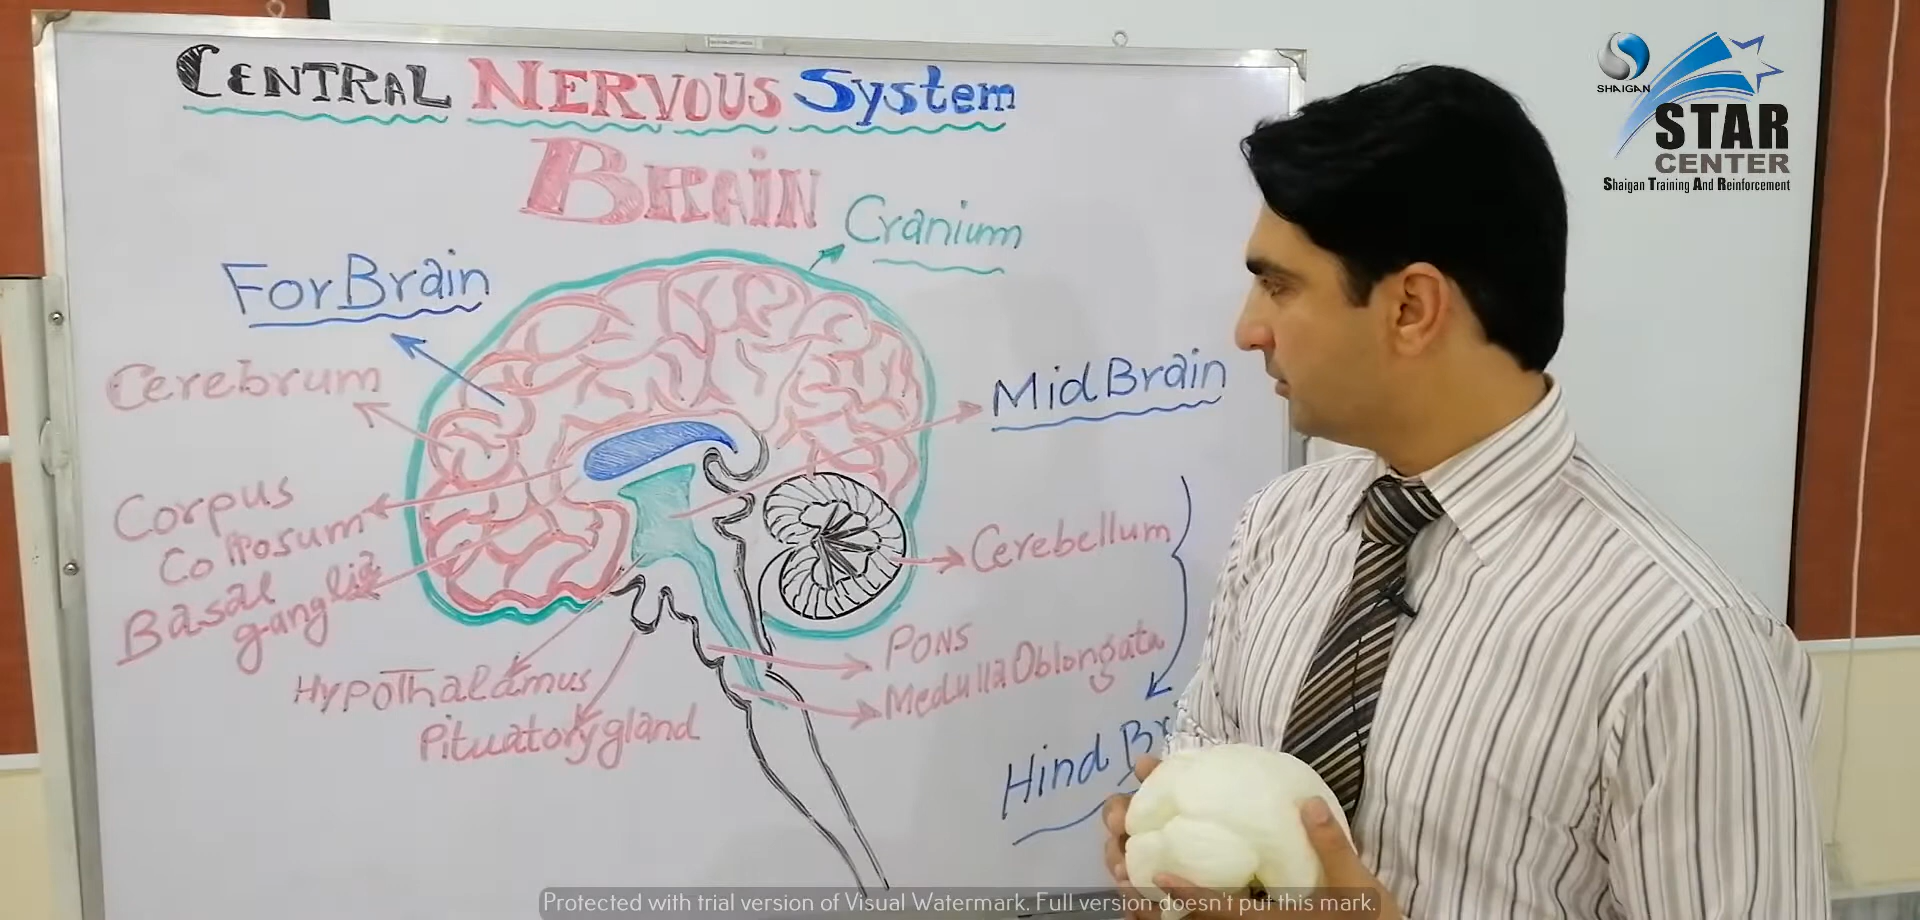 CENTRAL NERVOUS System
BRAIN
Cranium
ForBrain
Cerebrum
MidBrain
Corpus
Collosum
Basal
ganglia
Cerebellum
Hypothalamus
Pituatory gland
Pons
Medulla Oblongata
Hind Br
SHAIGAN
STAR
CENTER
Shaigan Training And Reinforcement
Protected with trial version of Visual Watermark. Full version doesn't put this mark.